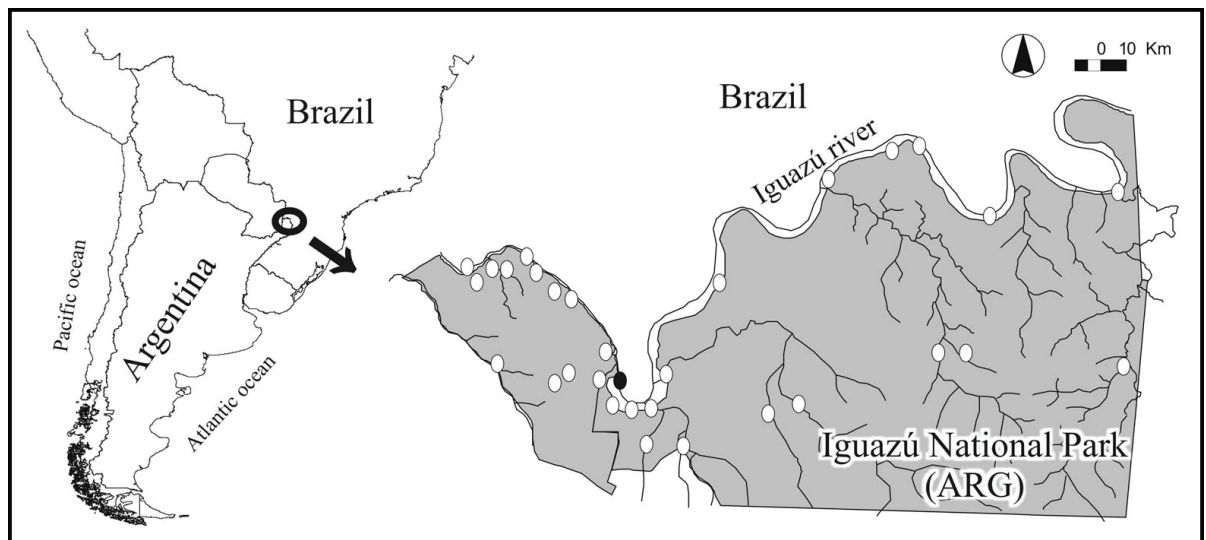 Brazil
Pacific ocean
Argentina
Atlantic ocean
Brazil
0 10 Km
Iguazú river
Iguazú National Park
(ARG)